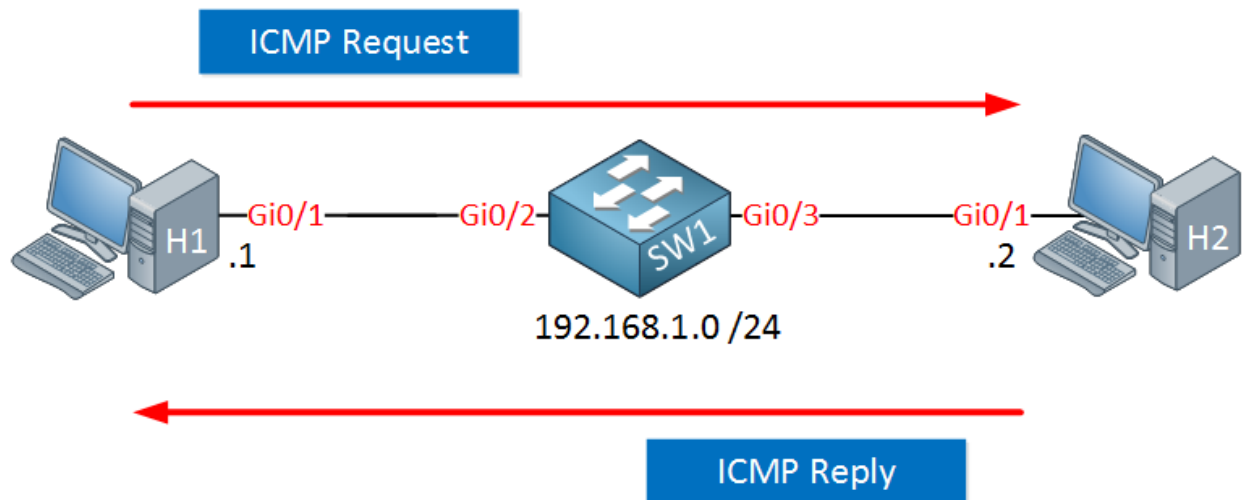 ICMP Request
H1
Gi0/1
Gi0/2
SW1
Gi0/3
Gi0/1
H2
.1
.2
192.168.1.0 /24
ICMP Reply